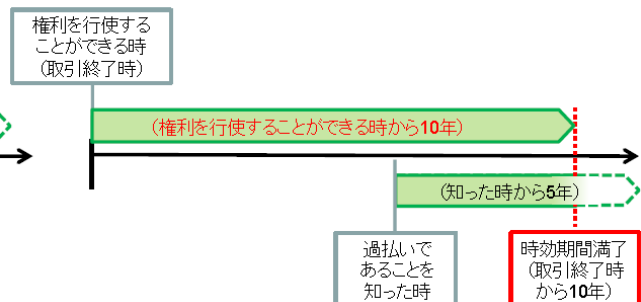 権利を行使する
ことができる時
(取引終了時)
(権利を行使することができる時から10年)
(知った時から5年)
過払いで
あることを
知った時
時効期間満了
(取引終了時
から10年)